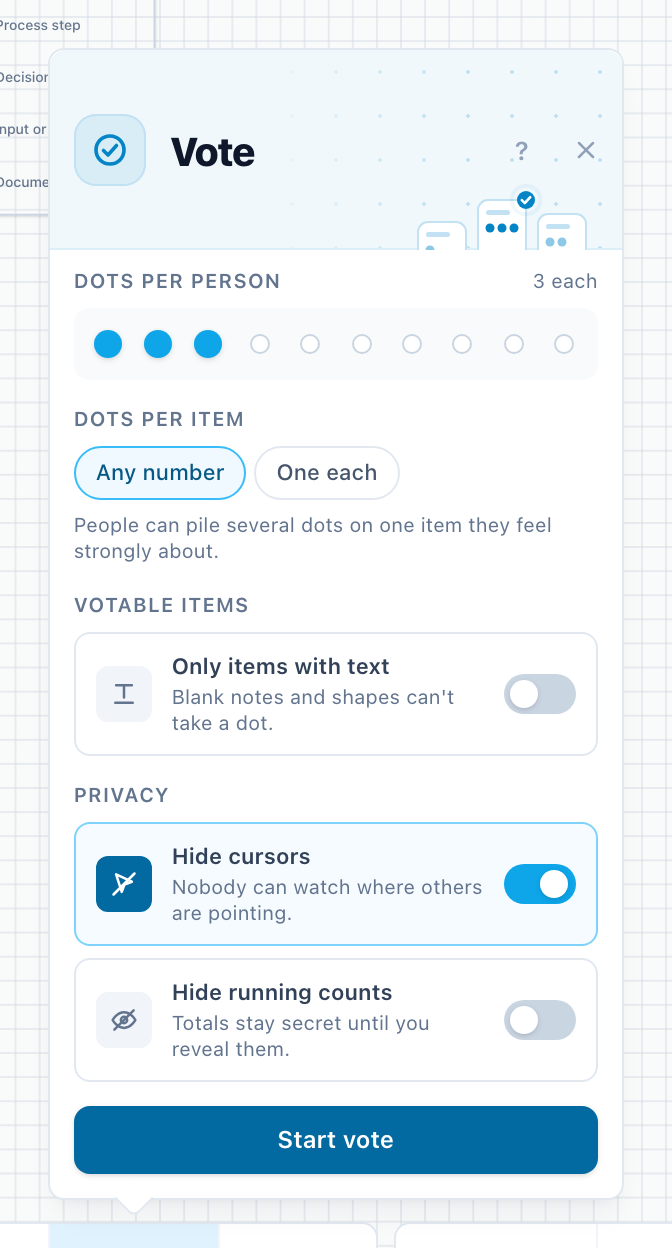 Process step
Decision
nput or
Docume
Vote
?
DOTS PER PERSON
3 each
DOTS PER ITEM
Any number
One each
People can pile several dots on one item they feel
strongly about.
VOTABLE ITEMS
Only items with text
Blank notes and shapes can't
take a dot.
PRIVACY
Hide cursors
Nobody can watch where others
are pointing.
Hide running counts
Totals stay secret until you
reveal them.
Start vote